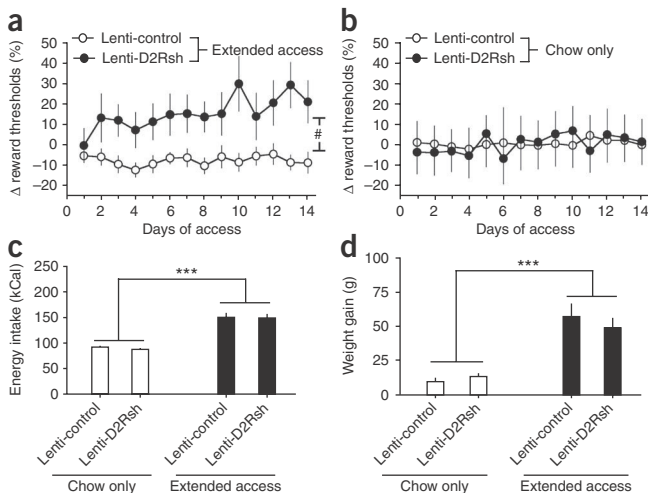 a
Lenti-control
Lenti-D2Rsh
Extended access
Δ reward thresholds (%)
50
40
30
20
10
0
–10
–20
#
0 2 4 6 8 10 12 14
Days of access
b
Lenti-control
Lenti-D2Rsh
Chow only
Δ reward thresholds (%)
50
40
30
20
10
0
–10
–20
0 2 4 6 8 10 12 14
Days of access
c
Energy intake (kCal)
250
200
150
100
50
0
***
Lenti-control
Lenti-D2Rsh
Lenti-control
Lenti-D2Rsh
Chow only
Extended access
d
Weight gain (g)
100
75
50
25
0
***
Lenti-control
Lenti-D2Rsh
Lenti-control
Lenti-D2Rsh
Chow only
Extended access